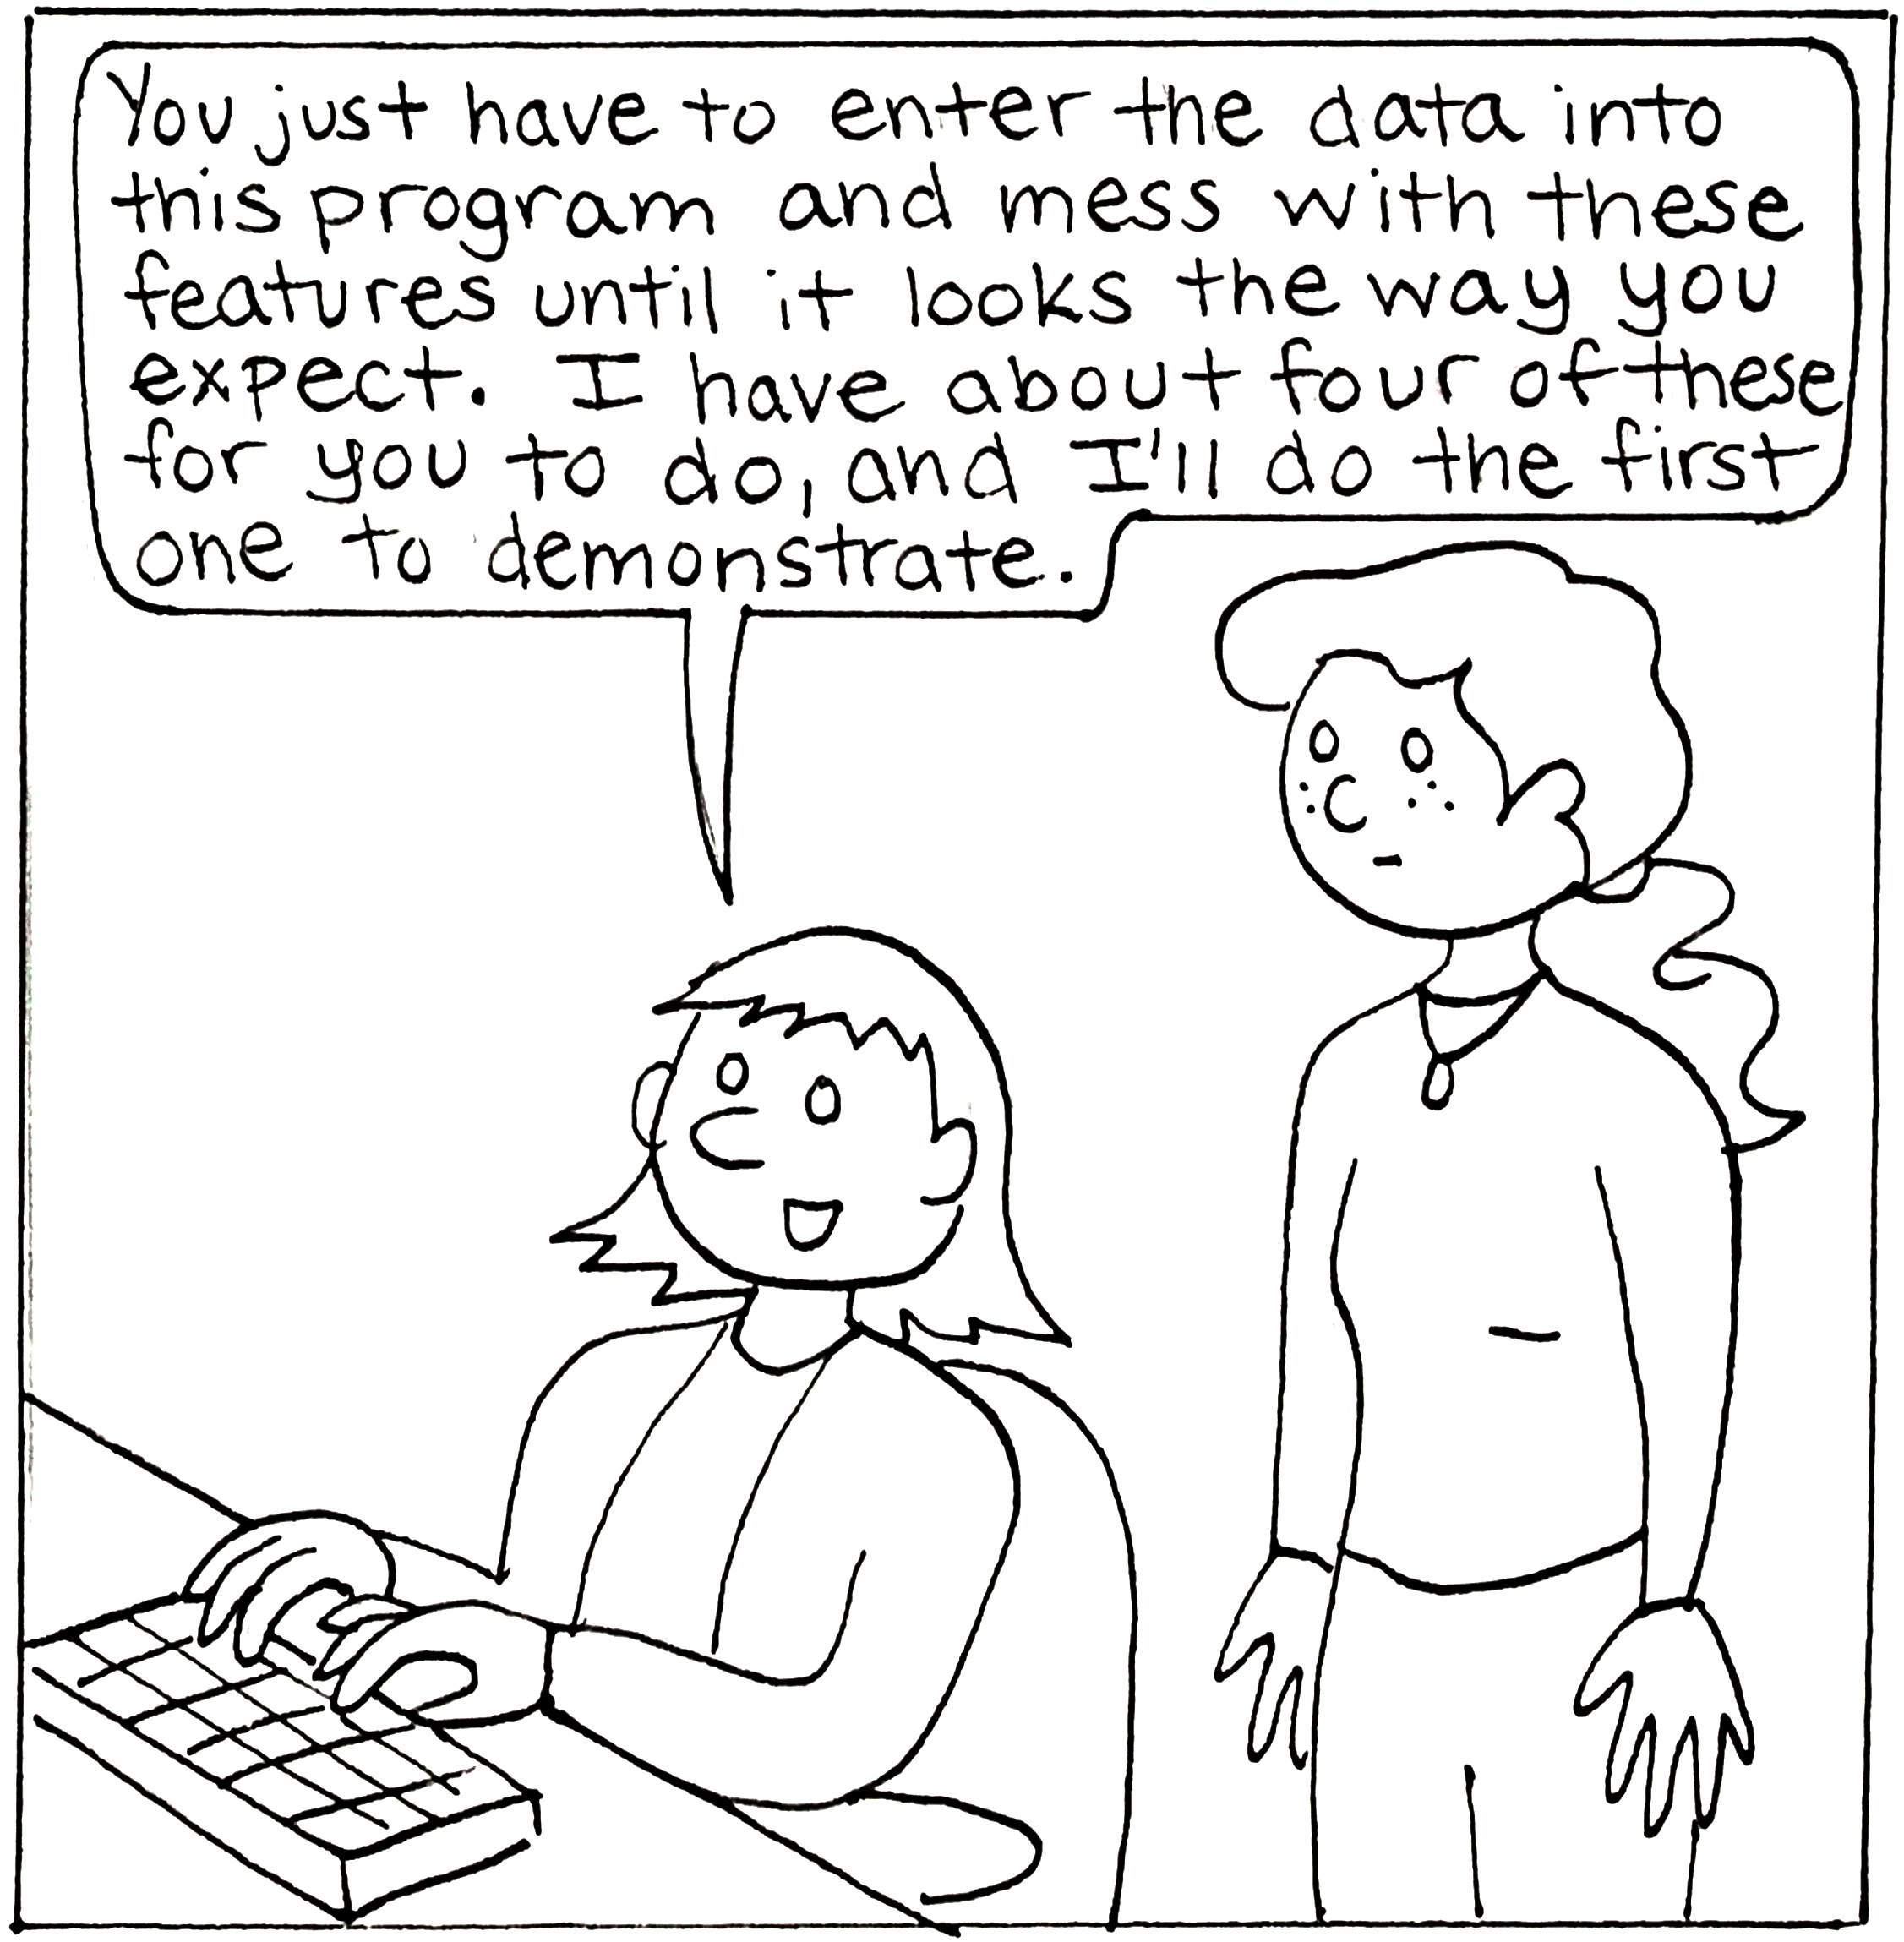 You just have to enter the data into
this program and mess with these
features until it looks the way you
expect. I have about four of these
for you to do, and I'll do the first
one to demonstrate.